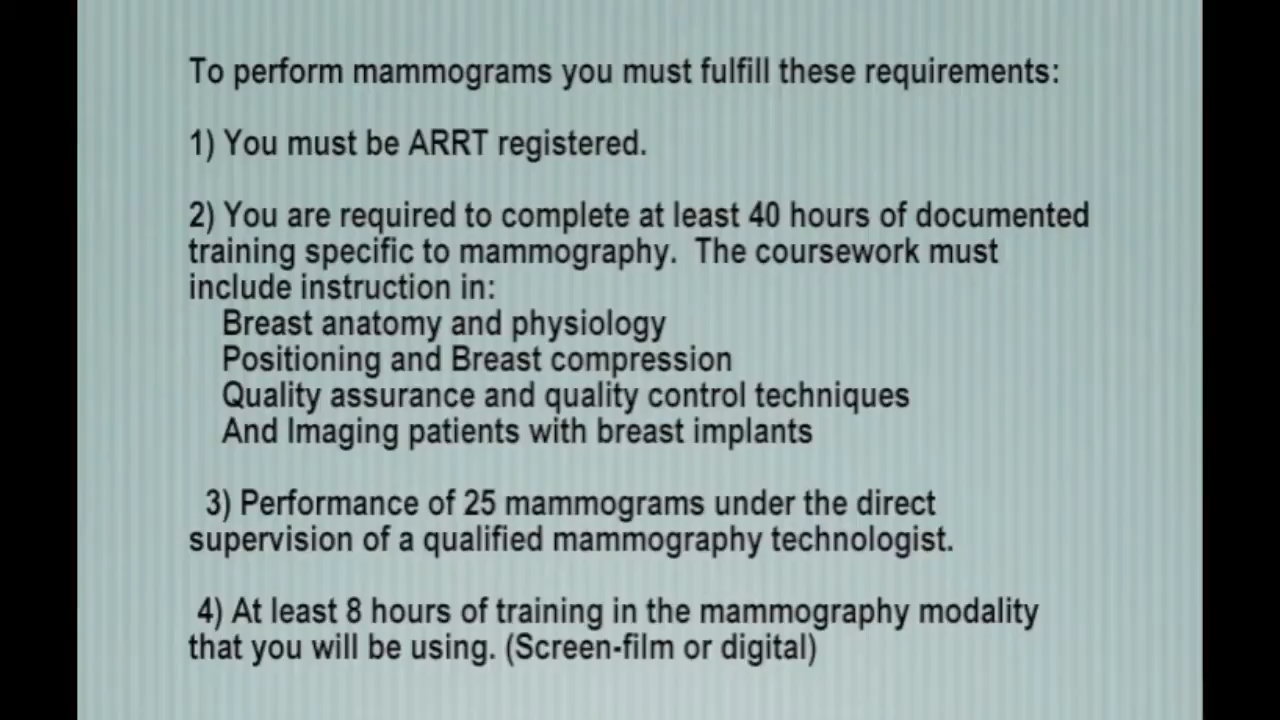 To perform mammograms you must fulfill these requirements:
1) You must be ARRT registered.
2) You are required to complete at least 40 hours of documented
training specific to mammography.  The coursework must
include instruction in:
Breast anatomy and physiology
Positioning and Breast compression
Quality assurance and quality control techniques
And Imaging patients with breast implants
3) Performance of 25 mammograms under the direct
supervision of a qualified mammography technologist.
4) At least 8 hours of training in the mammography modality
that you will be using. (Screen-film or digital)